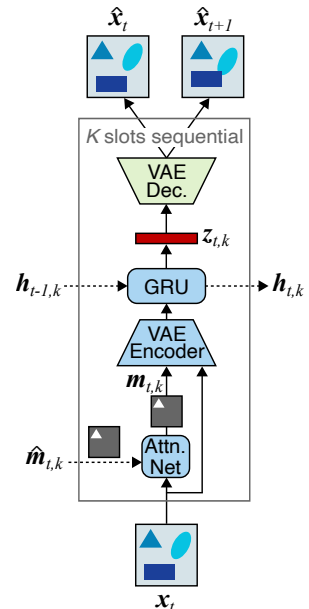 x̂ₜ x̂ₜ₊₁
K slots sequential
VAE
Dec.
zₜ,ₖ
hₜ₋₁,ₖ GRU hₜ,ₖ
VAE
Encoder
mₜ,ₖ
m̂ₜ,ₖ Attn.
Net
xₜ